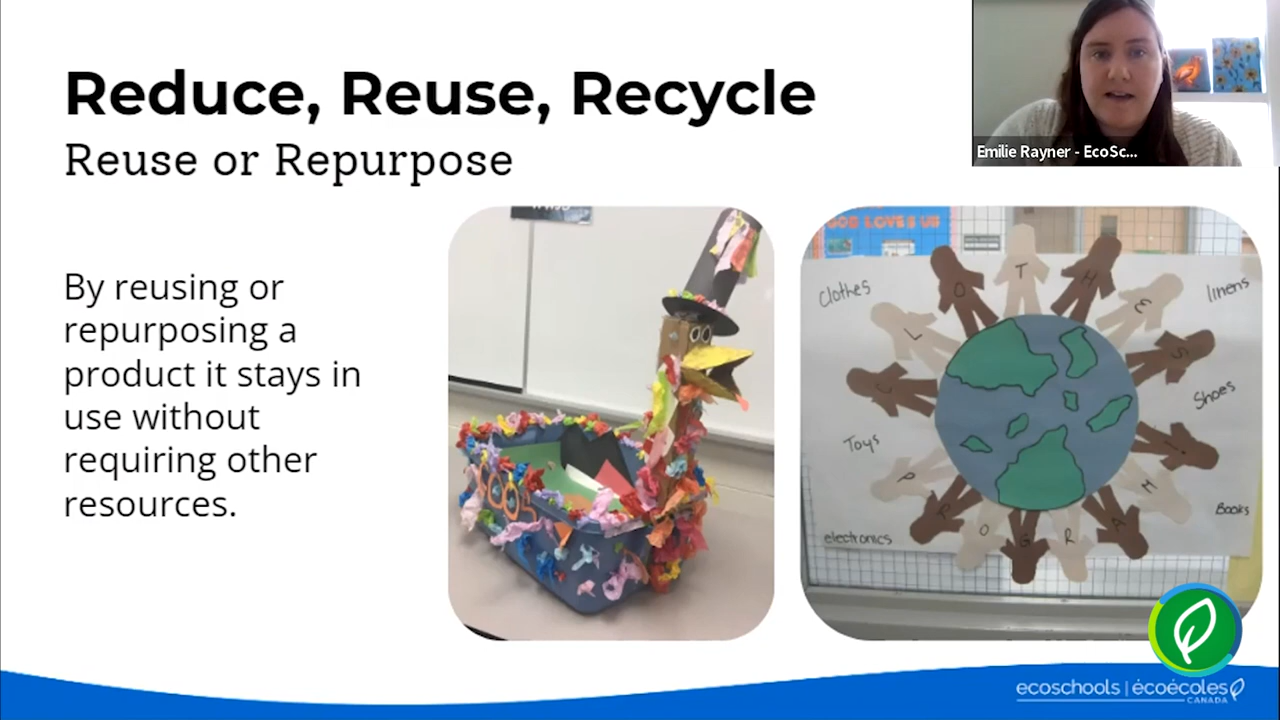 Reduce, Reuse, Recycle
Reuse or Repurpose
Emilie Rayner - EcoSc...
By reusing or
repurposing a
product it stays in
use without
requiring other
resources.
GOD LOVES US
clothes
linens
Toys
Shoes
electronics
Books
L O T H E S
P R O G R A M
ecoschools | écoécoles
CANADA